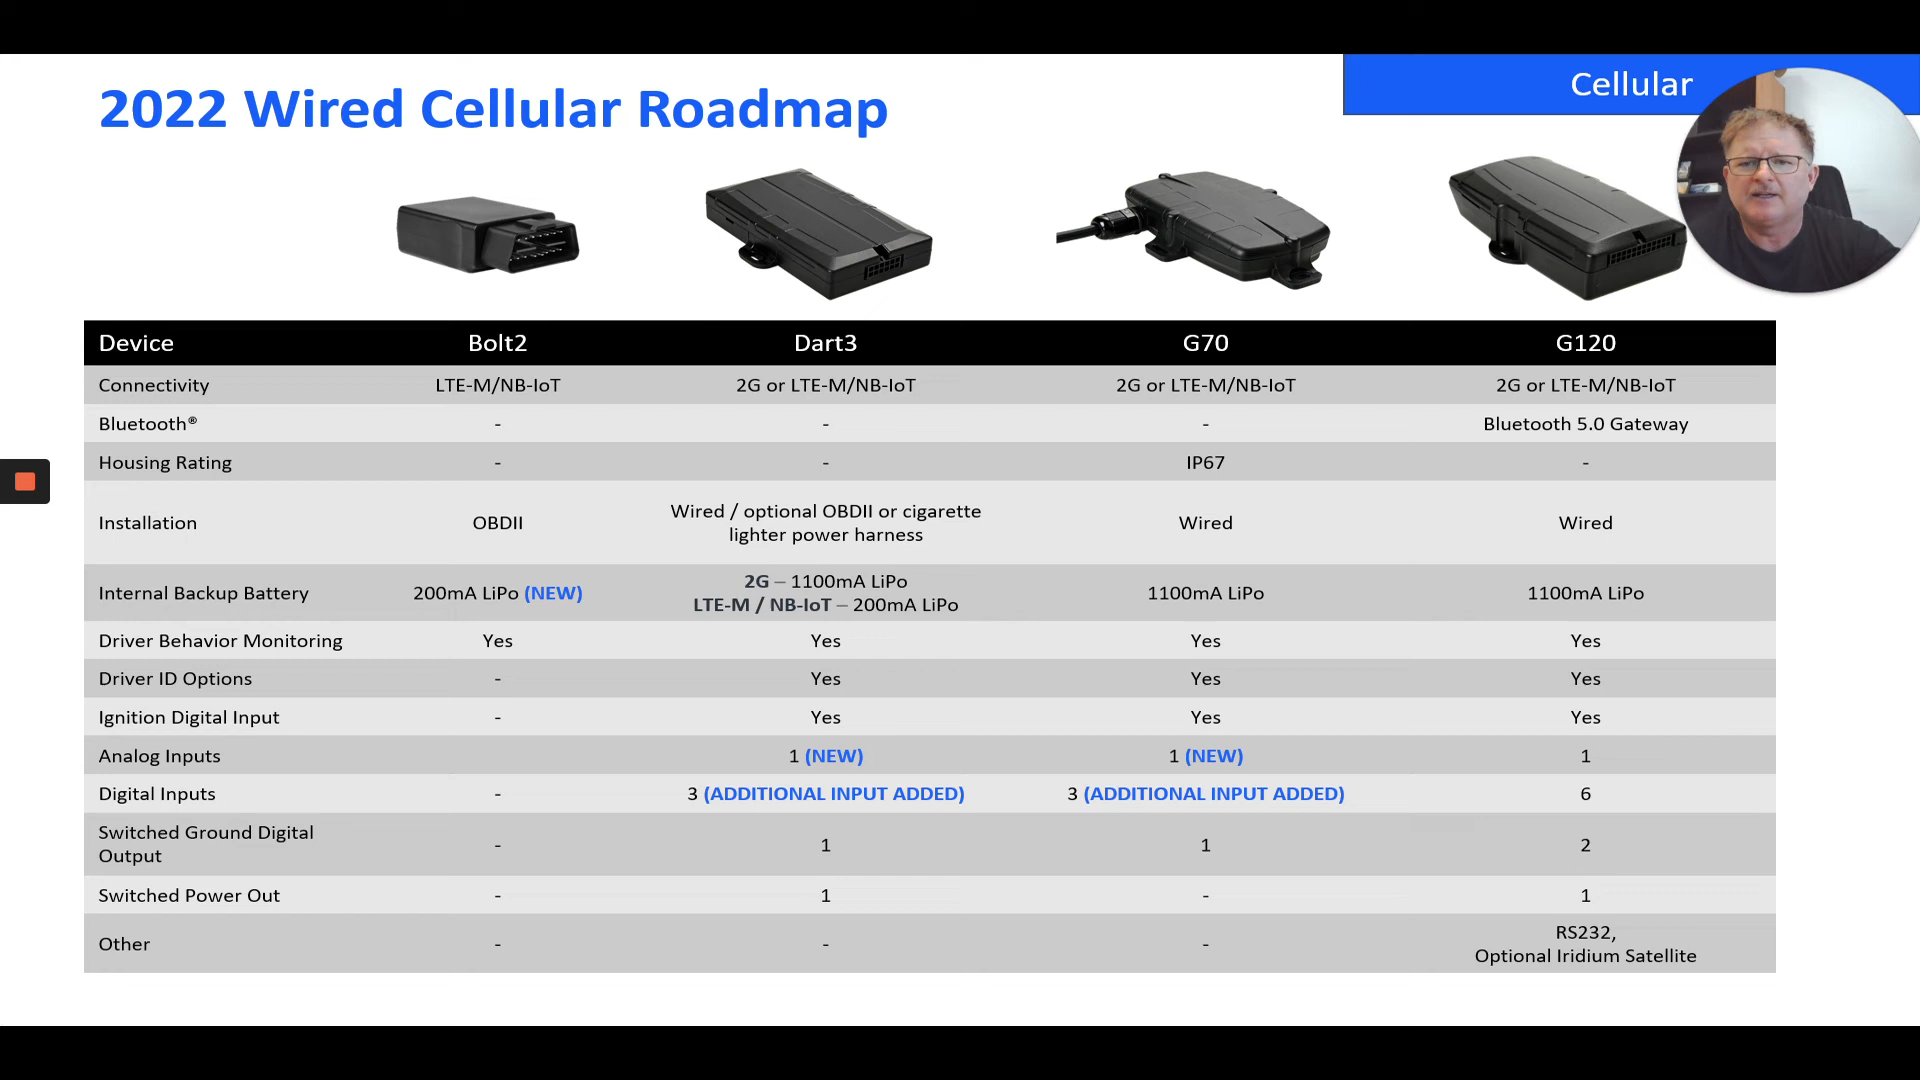 Cellular
2022 Wired Cellular Roadmap
Device Bolt2 Dart3 G70 G120
Connectivity LTE-M/NB-IoT 2G or LTE-M/NB-IoT 2G or LTE-M/NB-IoT 2G or LTE-M/NB-IoT
Bluetooth® - - - Bluetooth 5.0 Gateway
Housing Rating - - IP67 -
Installation OBDII Wired / optional OBDII or cigarette
lighter power harness Wired Wired
Internal Backup Battery 200mA LiPo (NEW) 2G – 1100mA LiPo
LTE-M / NB-IoT – 200mA LiPo 1100mA LiPo 1100mA LiPo
Driver Behavior Monitoring Yes Yes Yes Yes
Driver ID Options - Yes Yes Yes
Ignition Digital Input - Yes Yes Yes
Analog Inputs 1 (NEW) 1 (NEW) 1
Digital Inputs - 3 (ADDITIONAL INPUT ADDED) 3 (ADDITIONAL INPUT ADDED) 6
Switched Ground Digital
Output - 1 1 2
Switched Power Out - 1 - 1
Other - - - RS232,
Optional Iridium Satellite